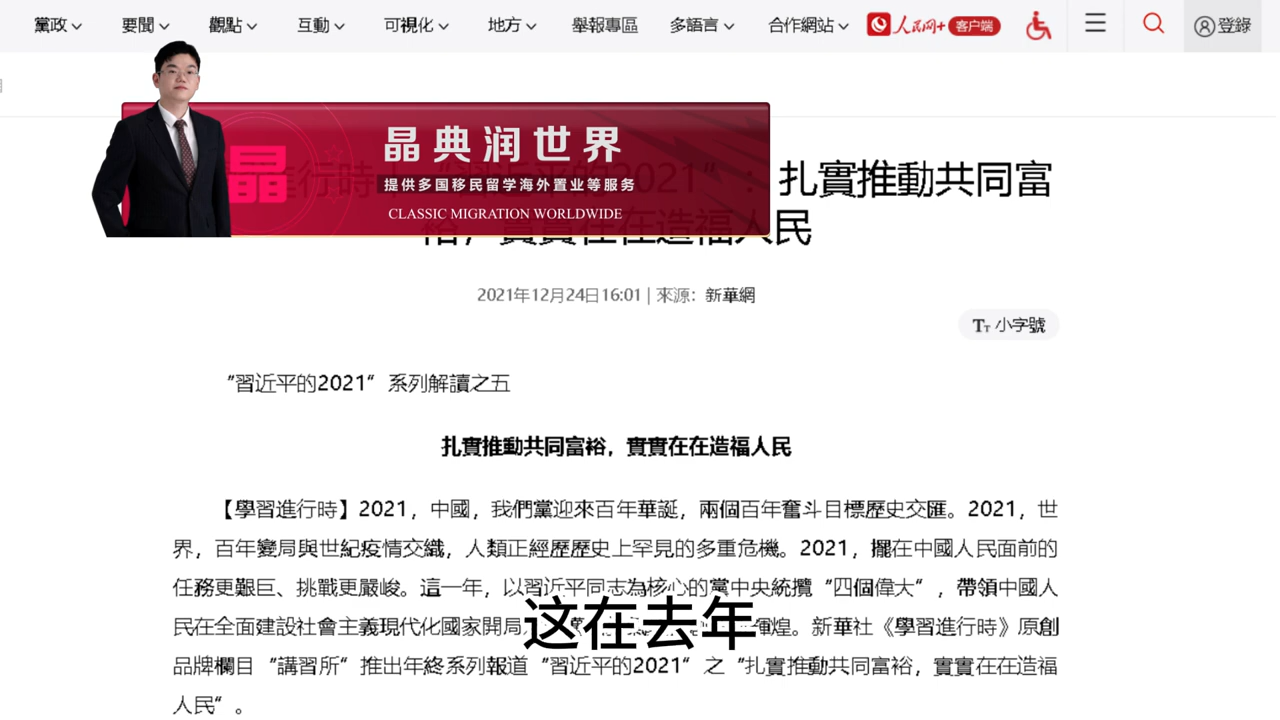 黨政 要聞 觀點 互動 可視化 地方 舉報專區 多語言 合作網站 人民网+ 客户端 登錄
晶典润世界
晶
提供多国移民留学海外置业等服务
CLASSIC MIGRATION WORLDWIDE
進行時 2021"：扎實推動共同富
裕，實實在在造福人民
2021年12月24日16:01 | 來源：新華網
TT 小字號
"習近平的2021" 系列解讀之五
扎實推動共同富裕，實實在在造福人民
【學習進行時】2021，中國，我們黨迎來百年華誕，兩個百年奮斗目標歷史交匯。2021，世
界，百年變局與世紀疫情交織，人類正經歷歷史上罕見的多重危機。2021，擺在中國人民面前的
任務更艱巨、挑戰更嚴峻。這一年，以習近平同志為核心的黨中央統攬"四個偉大"，帶領中國人
民在全面建設社會主義現代化國家開局 輝煌。新華社《學習進行時》原創
这在去年
品牌欄目"講習所"推出年終系列報道"習近平的2021"之"扎實推動共同富裕，實實在在造福
人民"。